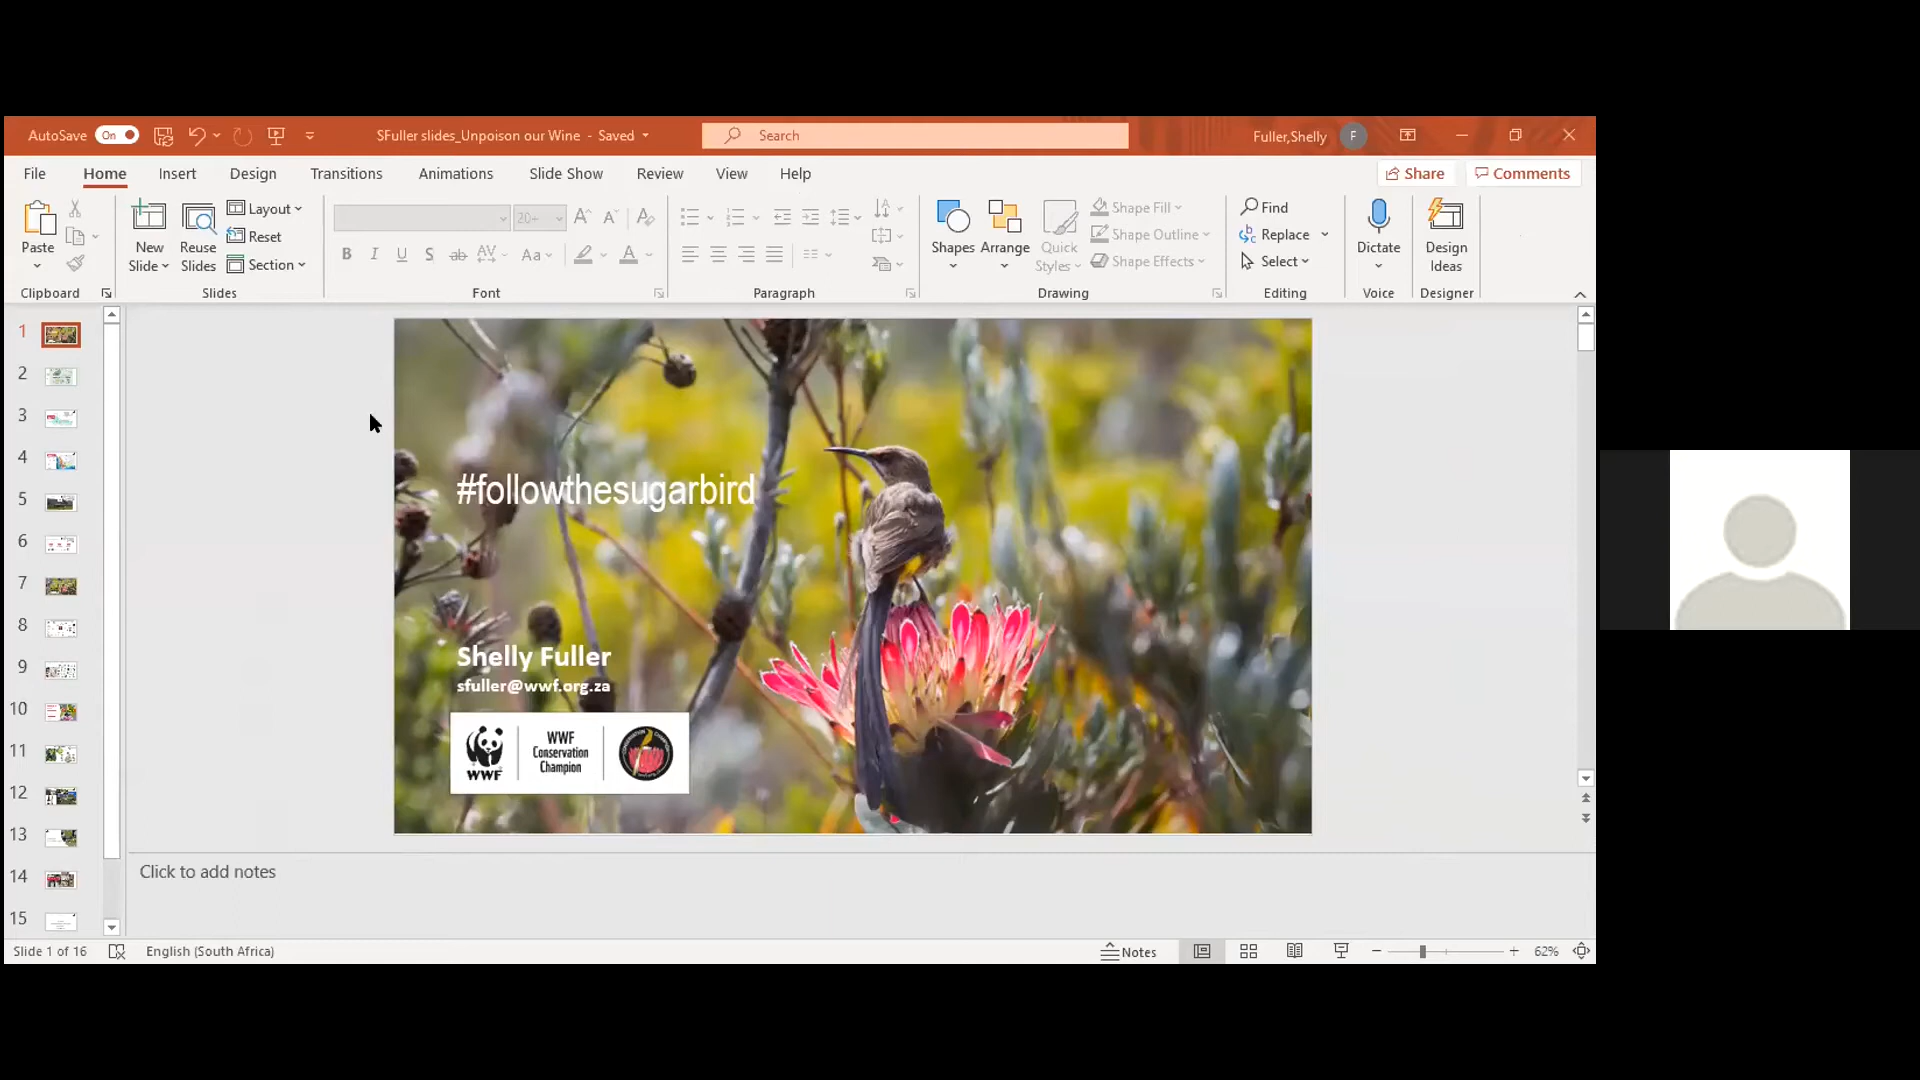 AutoSave On
SFuller slides_Unpoison our Wine - Saved
Search
Fuller,Shelly F
File Home Insert Design Transitions Animations Slide Show Review View Help
Share Comments
Paste
Clipboard
New Slide
Reuse Slides
Layout
Reset
Section
Slides
20+
B I U S ab AV Aa A
Font
Paragraph
Shapes
Arrange
Quick Styles
Shape Fill
Shape Outline
Shape Effects
Drawing
Find
Replace
Select
Editing
Dictate
Voice
Design Ideas
Designer
1
2
3
4
5
6
7
8
9
10
11
12
13
14
15
#followthesugarbird
Shelly Fuller
sfuller@wwf.org.za
WWF
WWF
Conservation
Champion
Click to add notes
Slide 1 of 16
English (South Africa)
Notes
62%